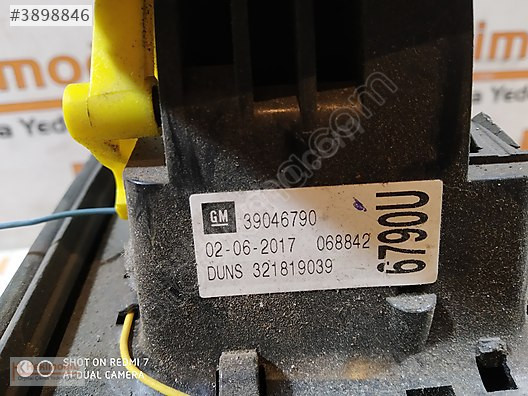 #3898846
GM 39046790
02-06-2017 068842
DUNS 321819039
6790U
SHOT ON REDMI 7
AI DUAL CAMERA